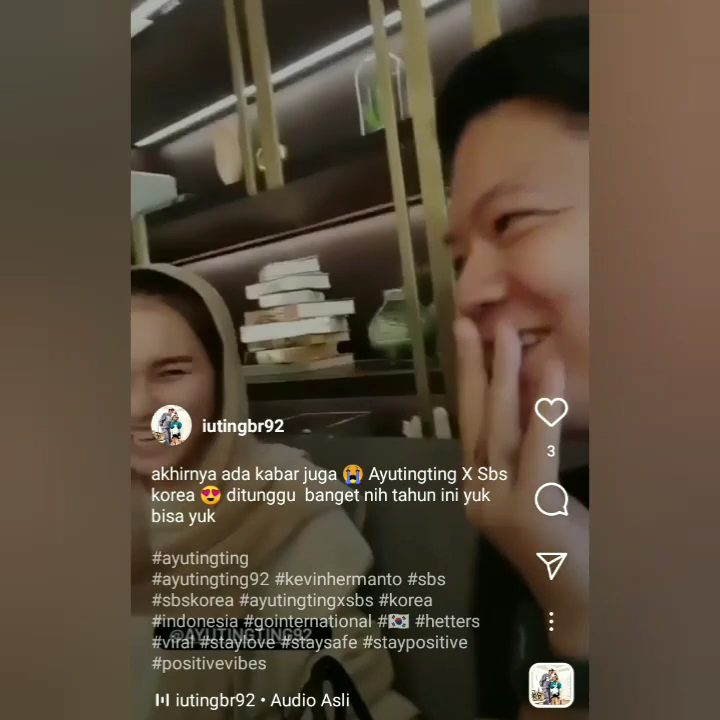 iutingbr92
3
akhirnya ada kabar juga 😭 Ayutingting X Sbs
korea 😍 ditunggu banget nih tahun ini yuk
bisa yuk
#ayutingting
#ayutingting92 #kevinhermanto #sbs
#sbskorea #ayutingtingxsbs #korea
#indonesia #gointernational #🇰🇷 #hetters
@AYUTINGTING92
#viral #staylove #staysafe #staypositive
#positivevibes
iutingbr92 • Audio Asli